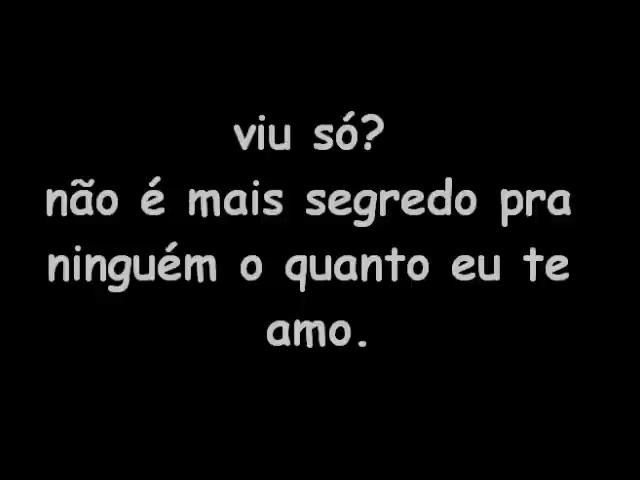 viu só?
não é mais segredo pra
ninguém o quanto eu te
amo.